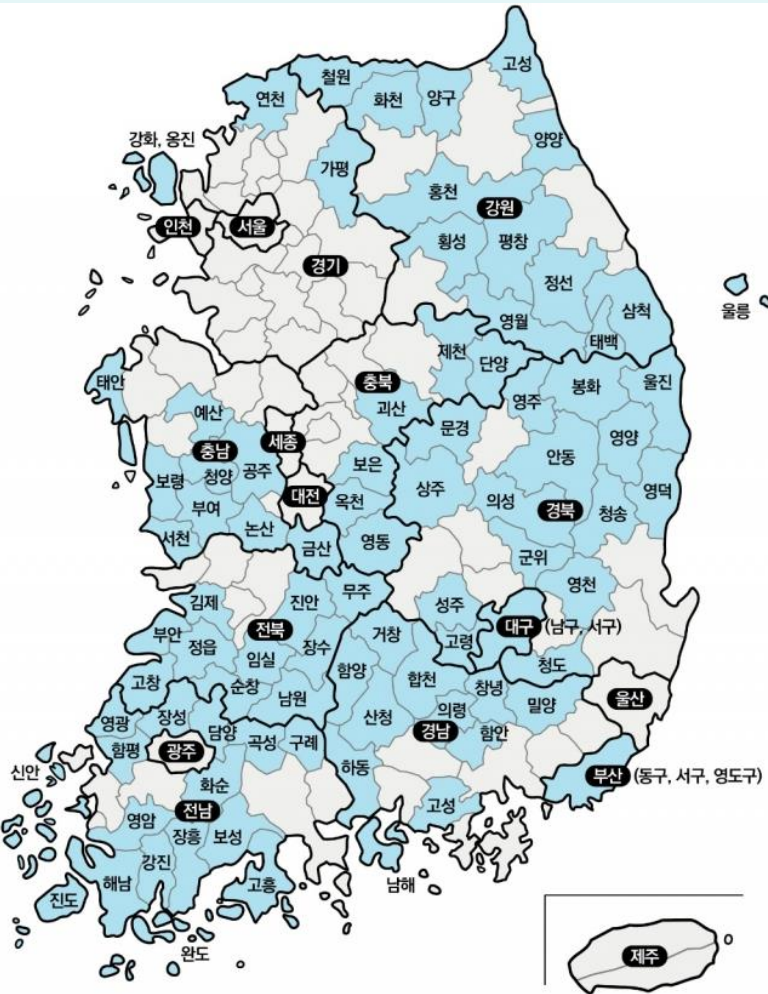 고성
철원
연천
화천
양구
강화, 옹진
양양
가평
홍천
강원
인천
서울
횡성
평창
경기
정선
울릉
삼척
영월
태백
제천
단양
태안
충북
봉화
울진
영주
예산
괴산
문경
세종
충남
영양
안동
보은
공주
청양
보령
상주
영덕
대전
옥천
의성
경북
청송
부여
논산
서천
금산
영동
군위
영천
무주
진안
김제
성주
거창
대구 (남구, 서구)
전북
부안
정읍
고령
장수
임실
청도
함양
합천
고창
순창
창녕
남원
밀양
울산
의령
산청
장성
영광
담양
경남
함안
곡성
구례
함평
광주
하동
신안
부산 (동구, 서구, 영도구)
화순
고성
전남
영암
장흥
보성
강진
해남
고흥
남해
진도
완도
제주